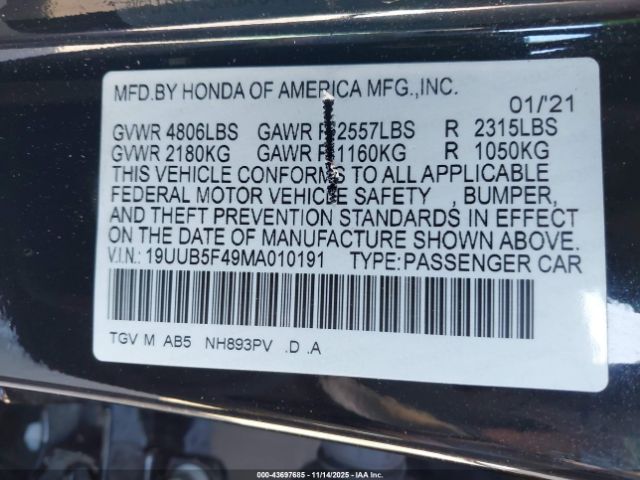 MFD.BY HONDA OF AMERICA MFG.,INC.
01/'21
GVWR 4806LBS GAWR F 2557LBS R 2315LBS
GVWR 2180KG GAWR F 1160KG R 1050KG
THIS VEHICLE CONFORMS TO ALL APPLICABLE
FEDERAL MOTOR VEHICLE SAFETY , BUMPER,
AND THEFT PREVENTION STANDARDS IN EFFECT
ON THE DATE OF MANUFACTURE SHOWN ABOVE.
V.I.N.: 19UUB5F49MA010191 TYPE:PASSENGER CAR
TGV M AB5 NH893PV .D .A
000-43697685 - 11/14/2025 - IAA Inc.